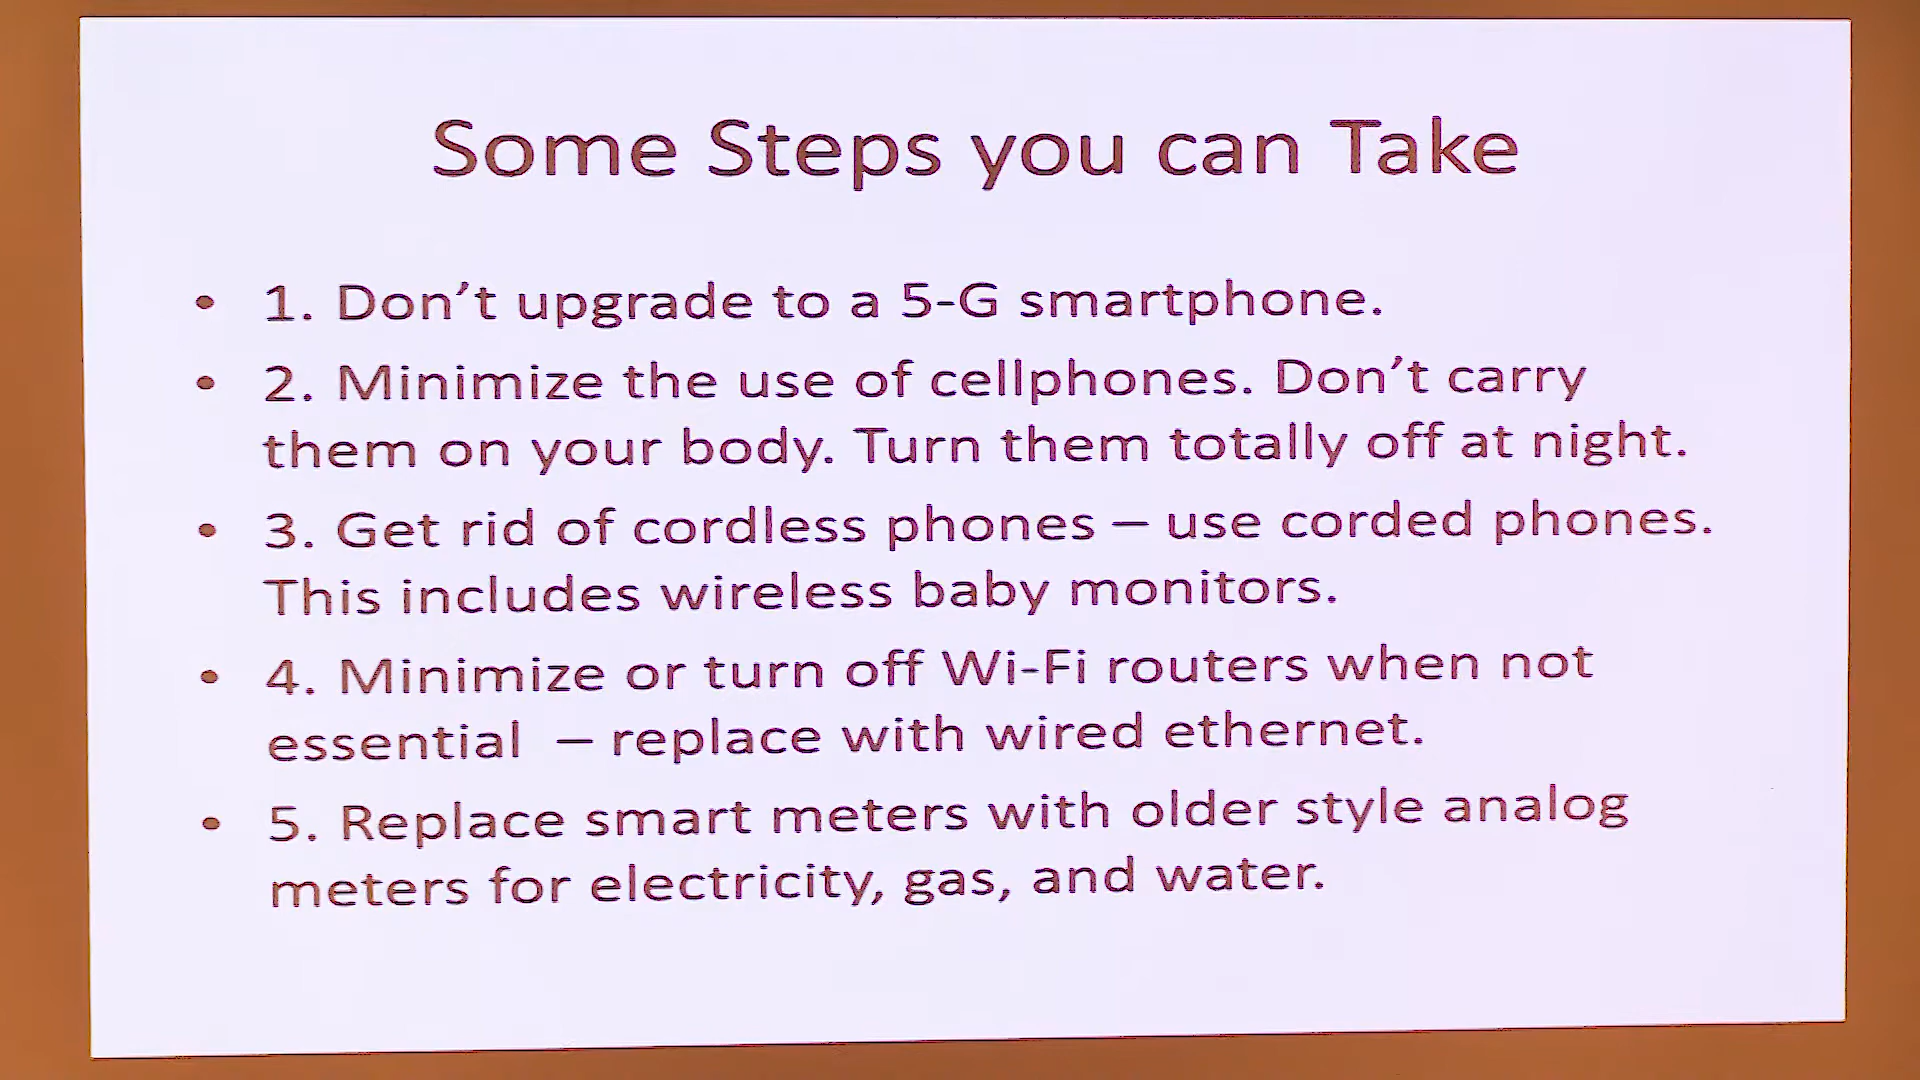 Some Steps you can Take
• 1. Don’t upgrade to a 5-G smartphone.
• 2. Minimize the use of cellphones. Don’t carry
them on your body. Turn them totally off at night.
• 3. Get rid of cordless phones – use corded phones.
This includes wireless baby monitors.
• 4. Minimize or turn off Wi-Fi routers when not
essential – replace with wired ethernet.
• 5. Replace smart meters with older style analog
meters for electricity, gas, and water.